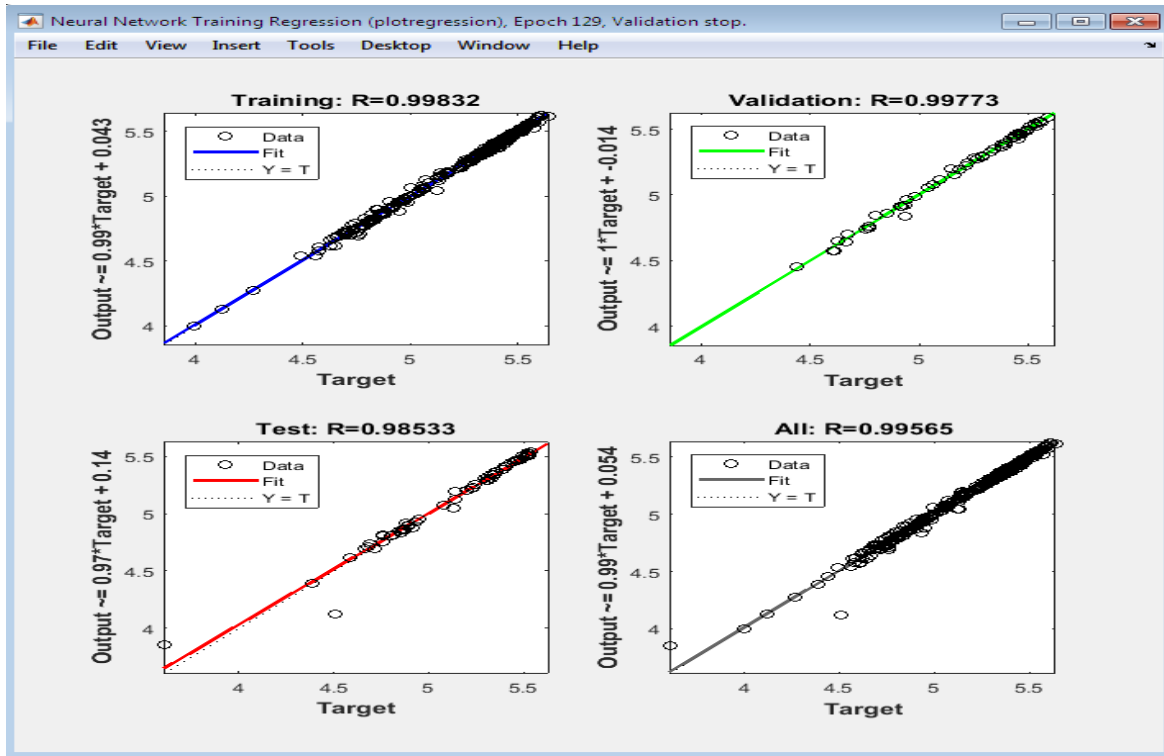 Neural Network Training Regression (plotregression), Epoch 129, Validation stop.
File Edit View Insert Tools Desktop Window Help
Training: R=0.99832
Output ~= 0.99*Target + 0.043
Data
Fit
Y = T
5.5
5
4.5
4
4 4.5 5 5.5
Target
Validation: R=0.99773
Output ~= 1*Target + -0.014
Data
Fit
Y = T
5.5
5
4.5
4
4 4.5 5 5.5
Target
Test: R=0.98533
Output ~= 0.97*Target + 0.14
Data
Fit
Y = T
5.5
5
4.5
4
4 4.5 5 5.5
Target
All: R=0.99565
Output ~= 0.99*Target + 0.054
Data
Fit
Y = T
5.5
5
4.5
4
4 4.5 5 5.5
Target